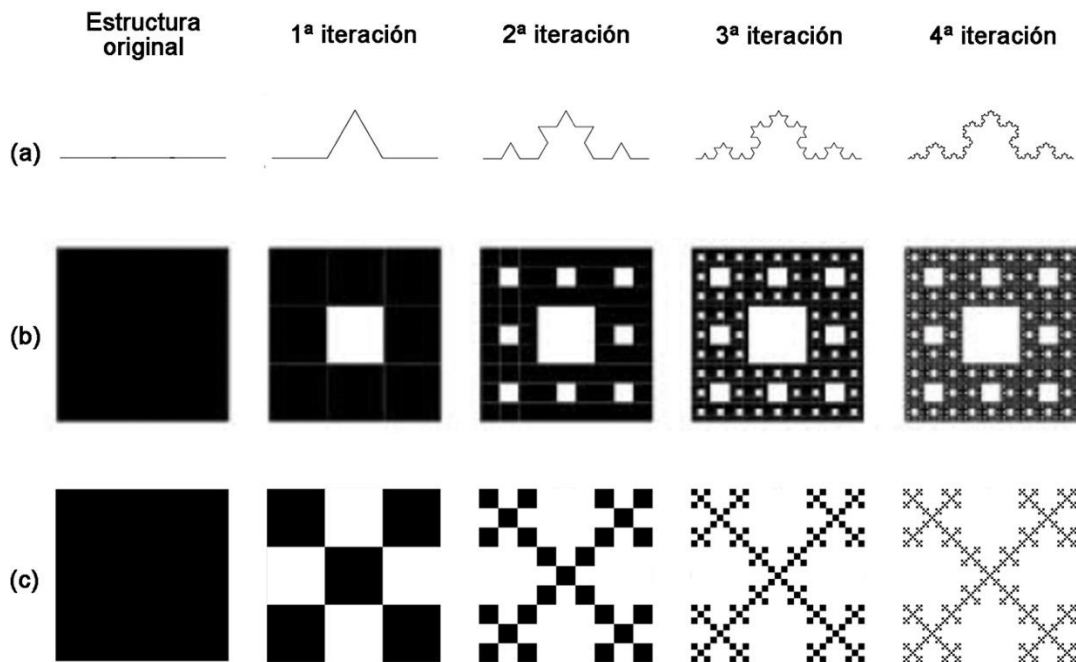 Estructura
original
1ª iteración
2ª iteración
3ª iteración
4ª iteración
(a)
(b)
(c)